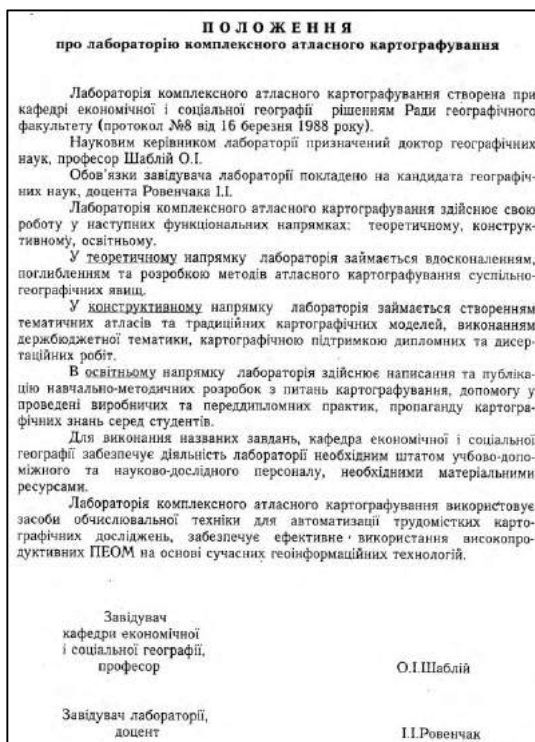 ПОЛОЖЕННЯ
про лабораторію комплексного атласного картографування
Лабораторія комплексного атласного картографування створена при
кафедрі економічної і соціальної географії рішенням Ради географічного
факультету (протокол №8 від 16 березня 1988 року).
Науковим керівником лабораторії призначений доктор географічних
наук, професор Шаблій О.І.
Обов'язки завідувача лабораторії покладено на кандидата географіч-
них наук, доцента Ровенчака І.І.
Лабораторія комплексного атласного картографування здійснює свою
роботу у наступних функціональних напрямках: теоретичному, конструк-
тивному, освітньому.
У теоретичному напрямку лабораторія займається вдосконаленням,
поглибленням та розробкою методів атласного картографування суспільно-
географічних явищ.
У конструктивному напрямку лабораторія займається створенням
тематичних атласів та традиційних картографічних моделей, виконанням
держбюджетної тематики, картографічною підтримкою дипломних та дисер-
таційних робіт.
В освітньому напрямку лабораторія здійснює написання та публіка-
цію навчально-методичних розробок з питань картографування, допомогу у
проведені виробничих та переддипломних практик, пропаганду картогра-
фічних знань серед студентів.
Для виконання названих завдань, кафедра економічної і соціальної
географії забезпечує діяльність лабораторії необхідним штатом учбово-допо-
міжного та науково-дослідного персоналу, необхідними матеріальними
ресурсами.
Лабораторія комплексного атласного картографування використовує
засоби обчислювальної техніки для автоматизації трудомістких карто-
графічних досліджень, забезпечує ефективне використання високопро-
дуктивних ПЕОМ на основі сучасних геоінформаційних технологій.
Завідувач
кафедри економічної
і соціальної географії,
професор О.І.Шаблій
Завідувач лабораторії,
доцент І.І.Ровенчак